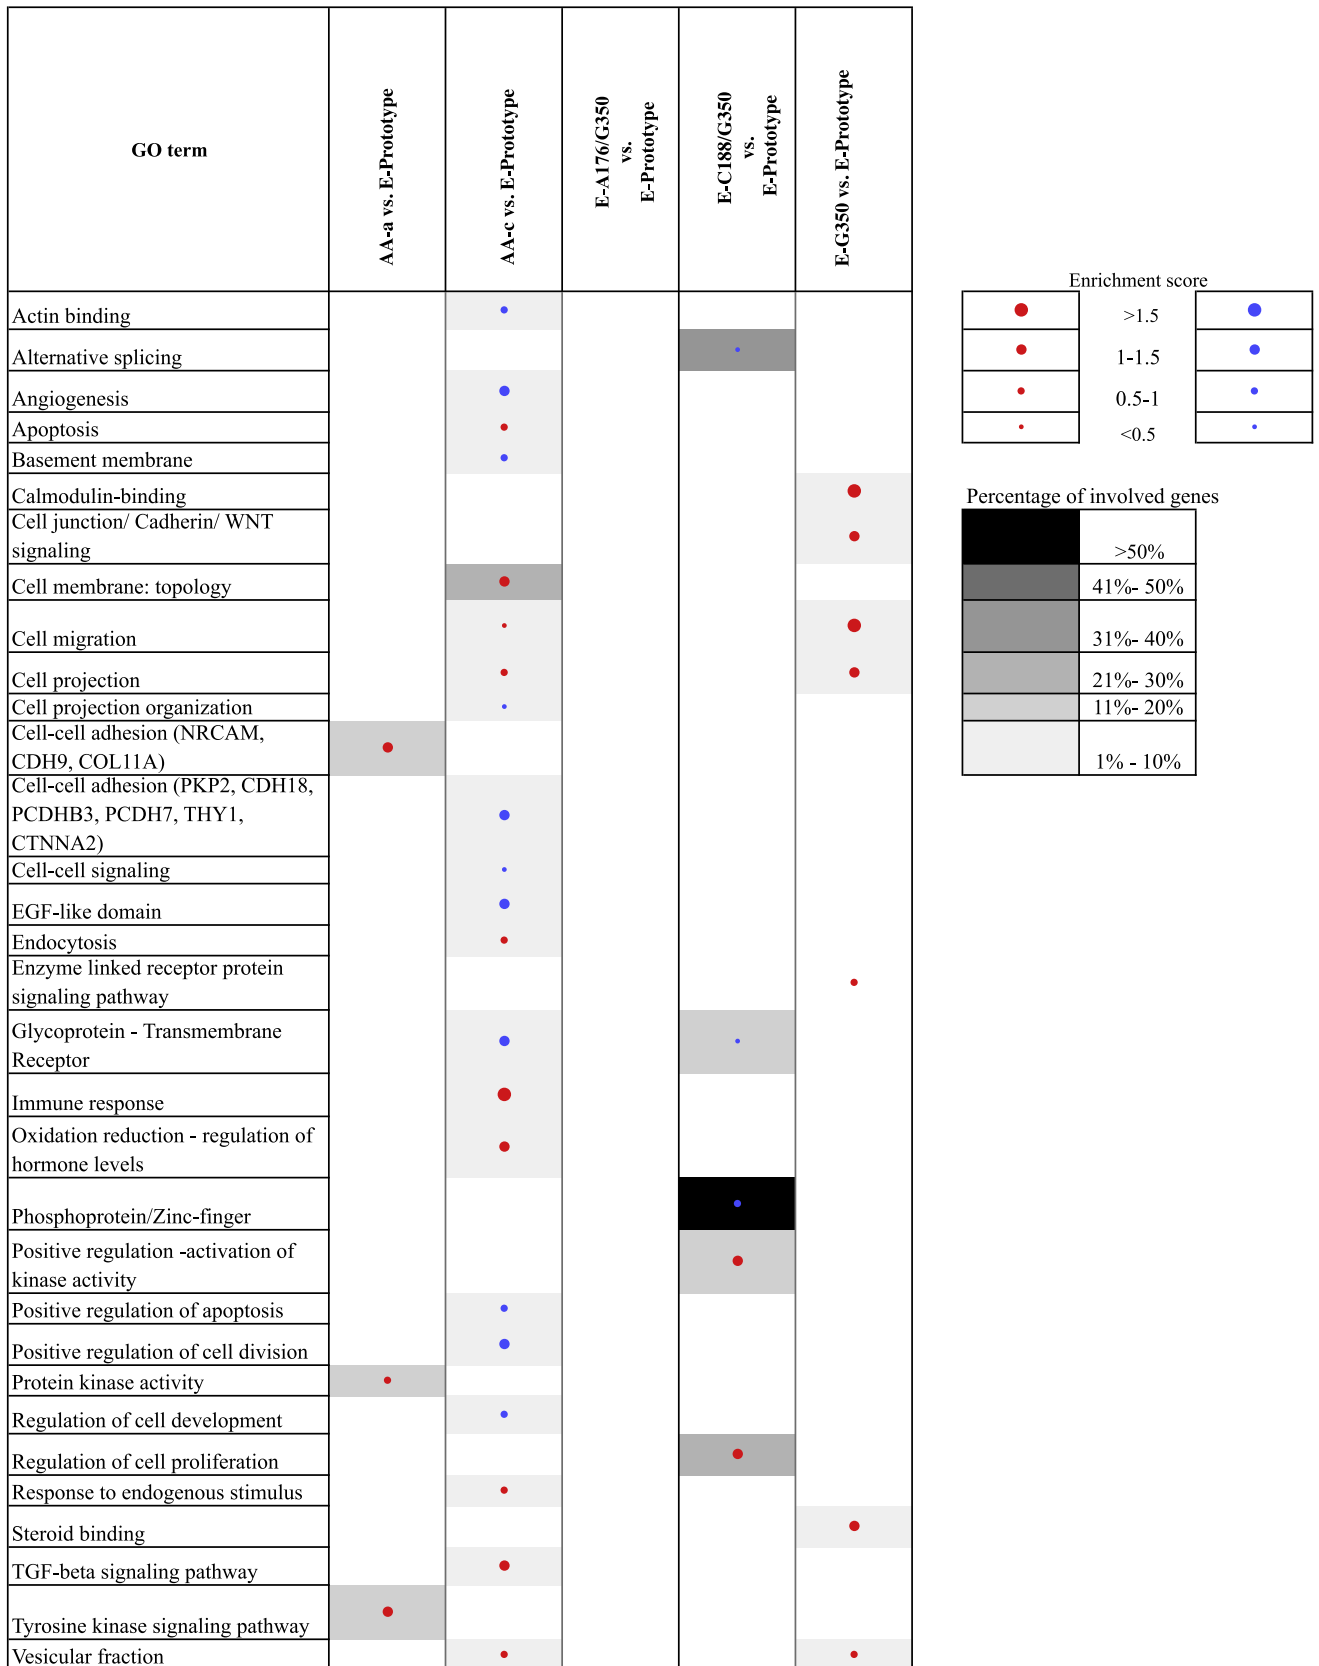 GO term
AA-a vs. E-Prototype
AA-c vs. E-Prototype
E-A176/G350
vs.
E-Prototype
E-C188/G350
vs.
E-Prototype
E-G350 vs. E-Prototype
Actin binding
Alternative splicing
Angiogenesis
Apoptosis
Basement membrane
Calmodulin-binding
Cell junction/ Cadherin/ WNT
signaling
Cell membrane: topology
Cell migration
Cell projection
Cell projection organization
Cell-cell adhesion (NRCAM,
CDH9, COL11A)
Cell-cell adhesion (PKP2, CDH18,
PCDHB3, PCDH7, THY1,
CTNNA2)
Cell-cell signaling
EGF-like domain
Endocytosis
Enzyme linked receptor protein
signaling pathway
Glycoprotein - Transmembrane
Receptor
Immune response
Oxidation reduction - regulation of
hormone levels
Phosphoprotein/Zinc-finger
Positive regulation -activation of
kinase activity
Positive regulation of apoptosis
Positive regulation of cell division
Protein kinase activity
Regulation of cell development
Regulation of cell proliferation
Response to endogenous stimulus
Steroid binding
TGF-beta signaling pathway
Tyrosine kinase signaling pathway
Vesicular fraction
Enrichment score
>1.5
1-1.5
0.5-1
<0.5
Percentage of involved genes
>50%
41%- 50%
31%- 40%
21%- 30%
11%- 20%
1% - 10%